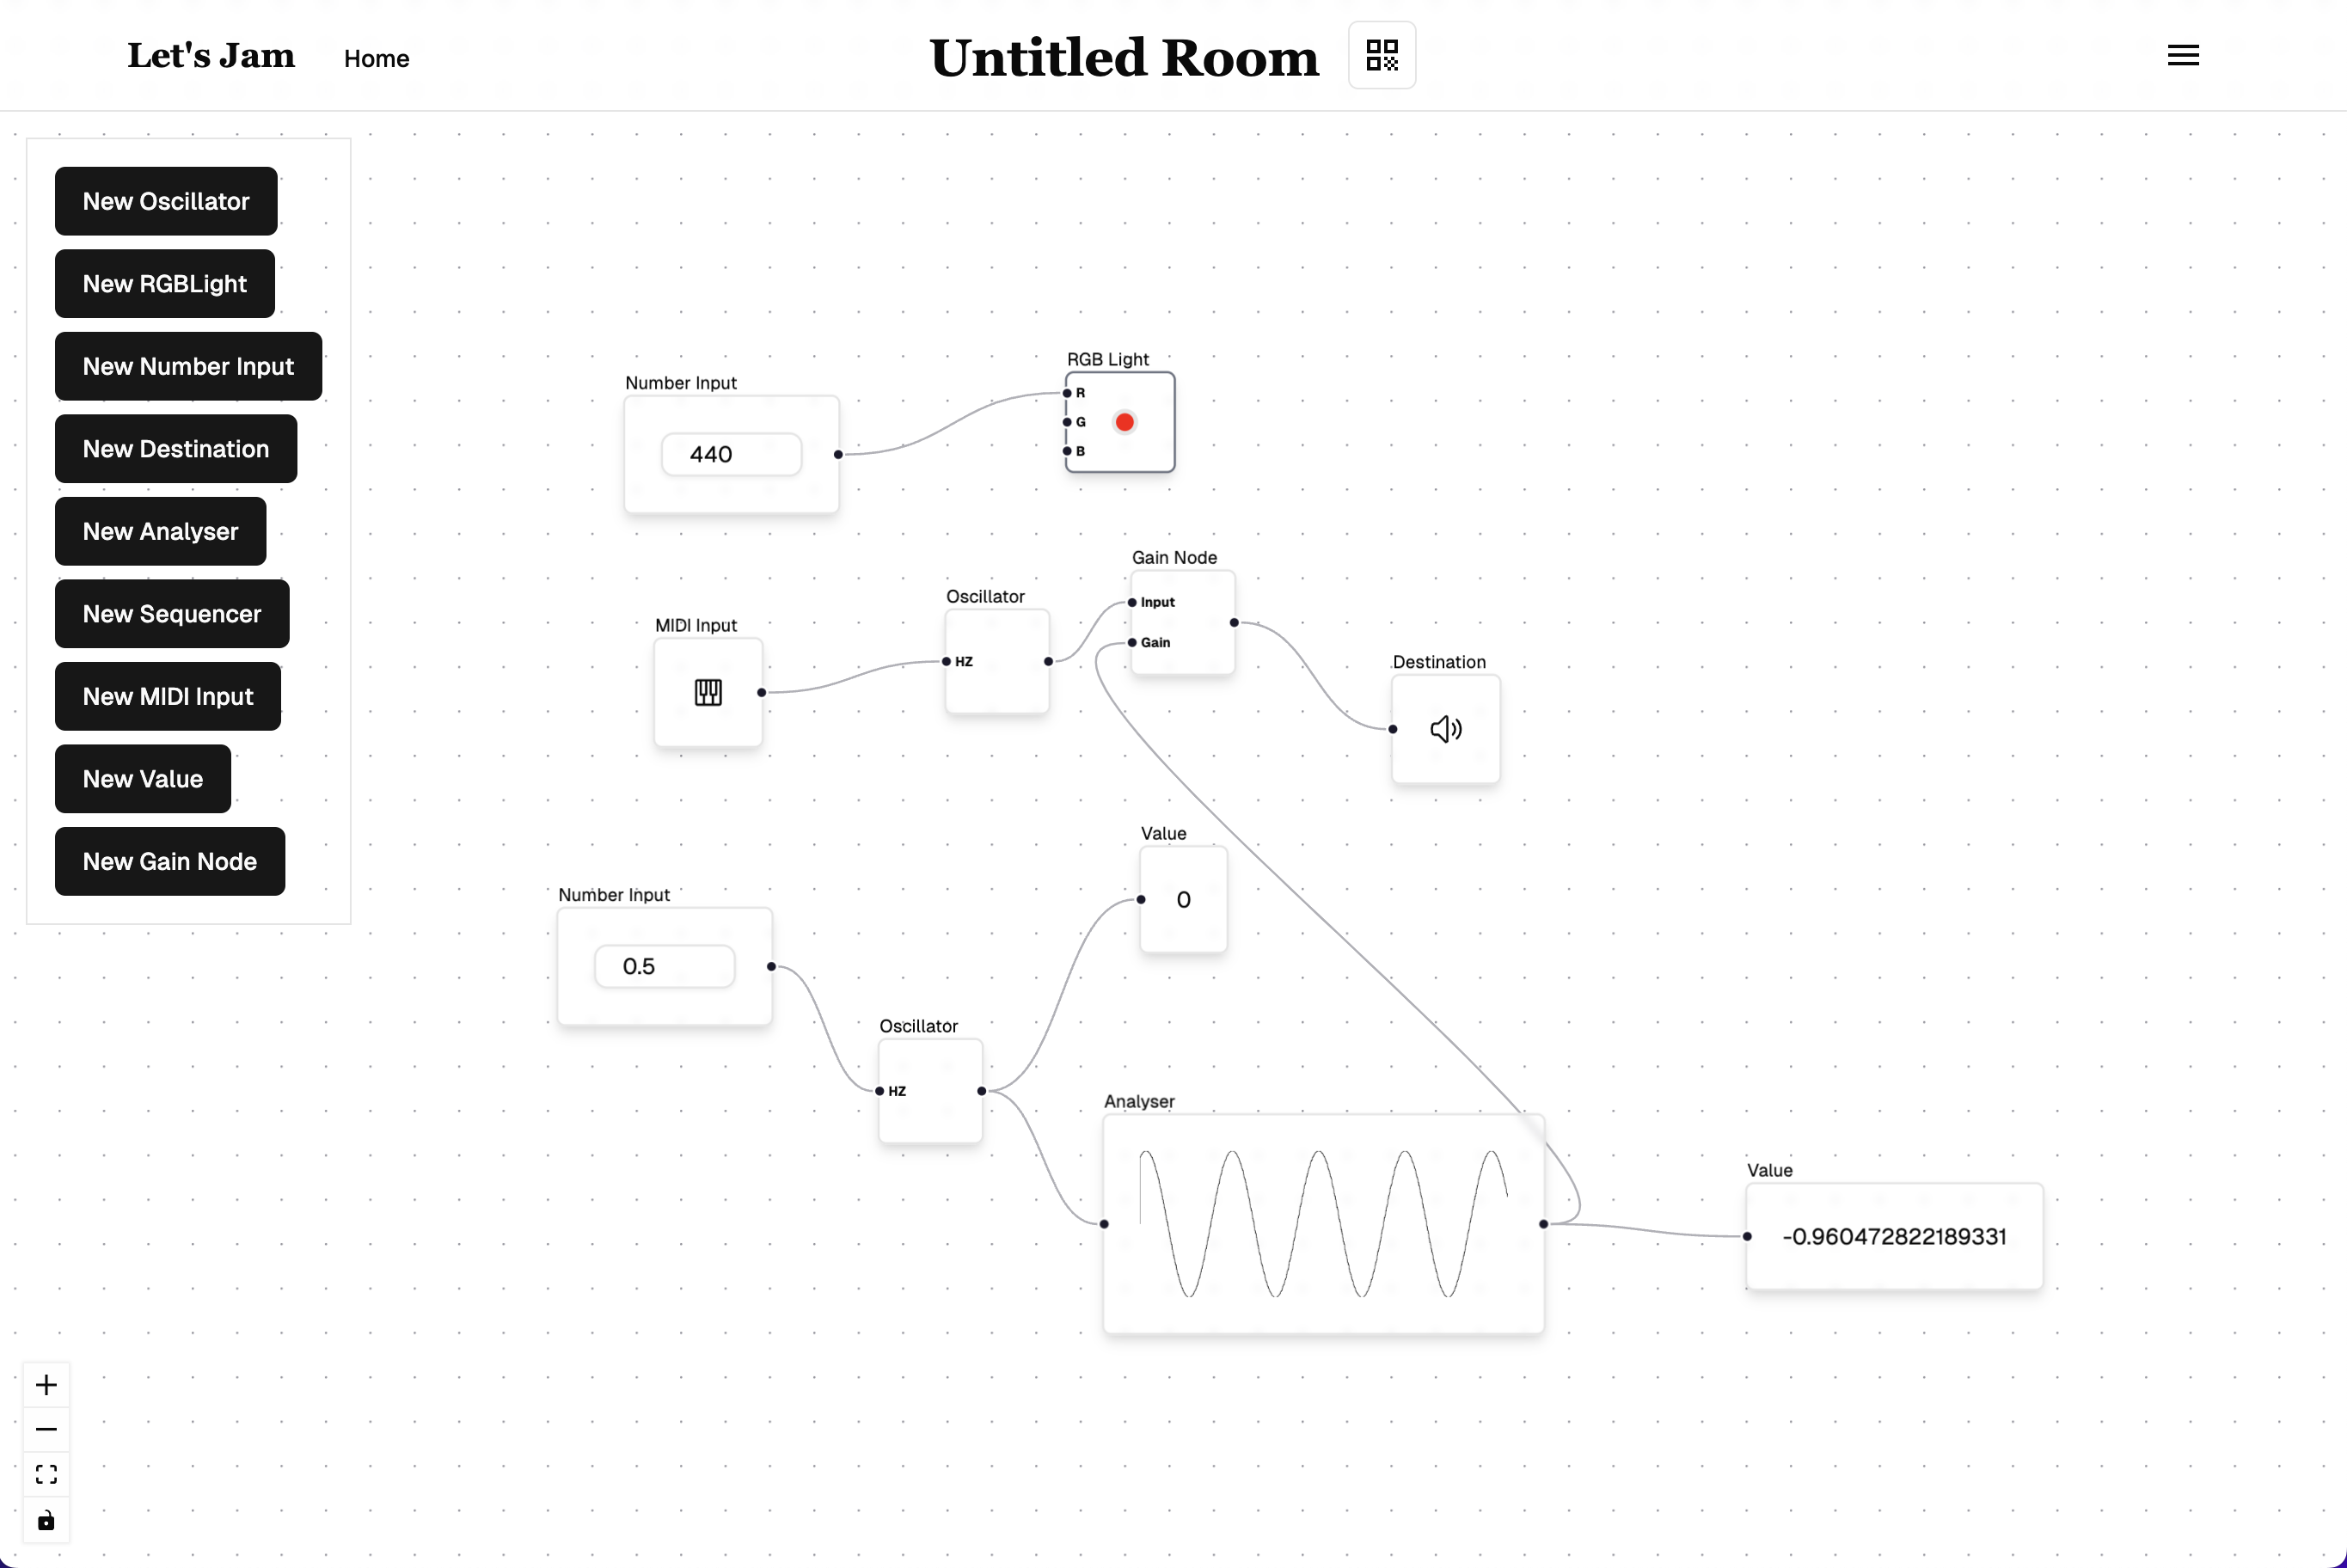 Let's Jam
Home
Untitled Room
New Oscillator
New RGBLight
New Number Input
New Destination
New Analyser
New Sequencer
New MIDI Input
New Value
New Gain Node
RGB Light
R
G
B
Number Input
440
Gain Node
Input
Gain
Oscillator
HZ
MIDI Input
Destination
Value
0
Number Input
0.5
Oscillator
HZ
Analyser
Value
-0.960472822189331